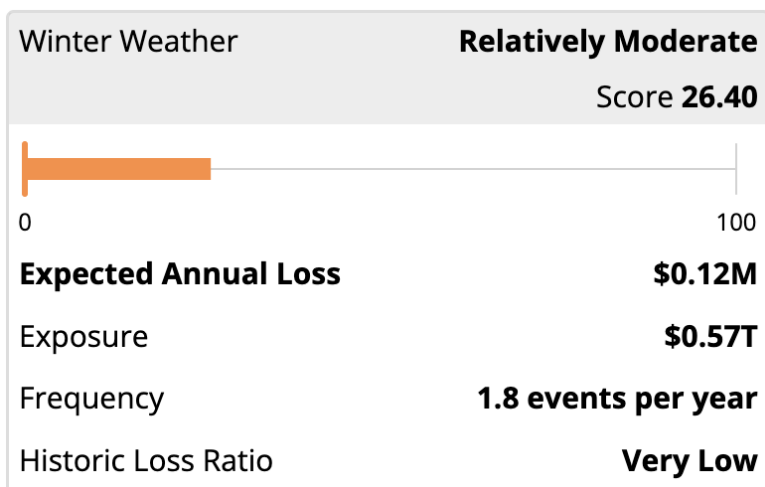 Winter Weather Relatively Moderate
Score 26.40
0 100
Expected Annual Loss $0.12M
Exposure $0.57T
Frequency 1.8 events per year
Historic Loss Ratio Very Low